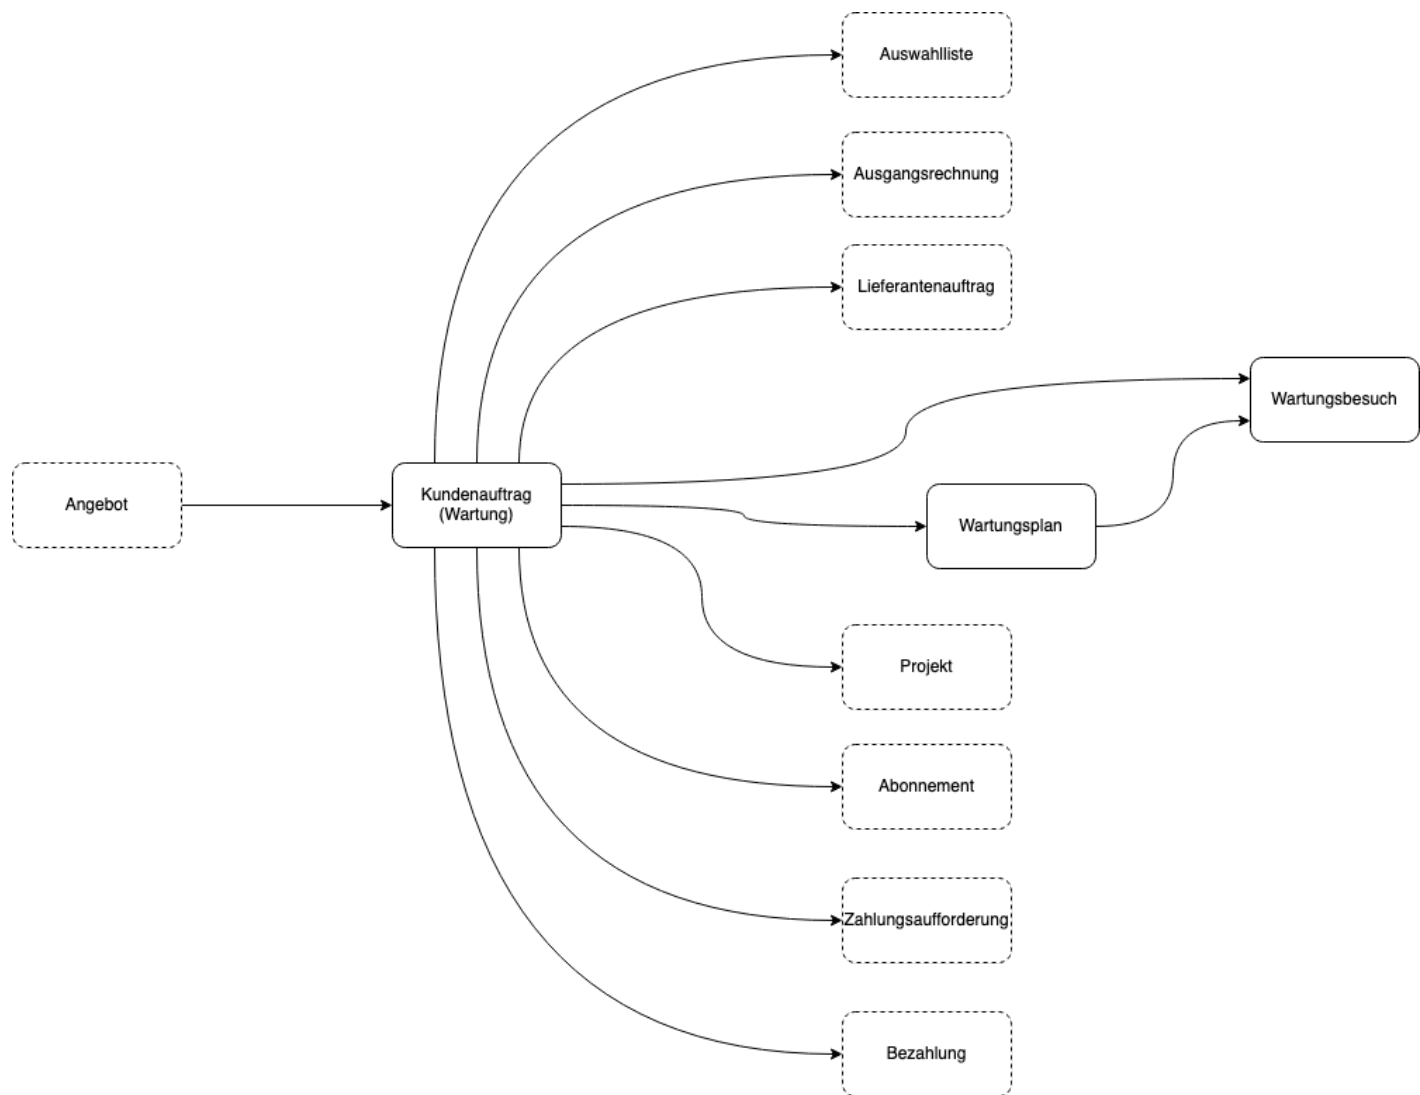 Auswahlliste
Ausgangsrechnung
Lieferantenauftrag
Wartungsbesuch
Angebot
Kundenauftrag
(Wartung)
Wartungsplan
Projekt
Abonnement
Zahlungsaufforderung
Bezahlung